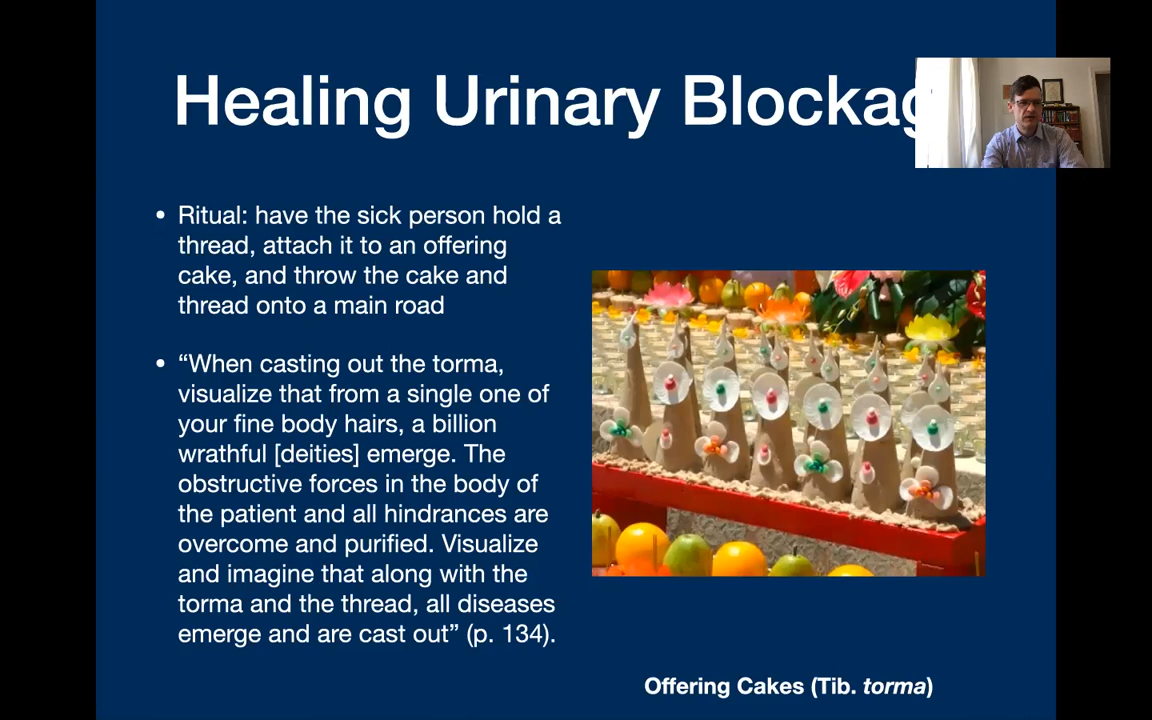 Healing Urinary
• Ritual: have the sick person hold a
thread, attach it to an offering
cake, and throw the cake and
thread onto a main road
• “When casting out the torma,
visualize that from a single one of
your fine body hairs, a billion
wrathful [deities] emerge. The
obstructive forces in the body of
the patient and all hindrances are
overcome and purified. Visualize
and imagine that along with the
torma and the thread, all diseases
emerge and are cast out” (p. 134).
Offering Cakes (Tib. torma)